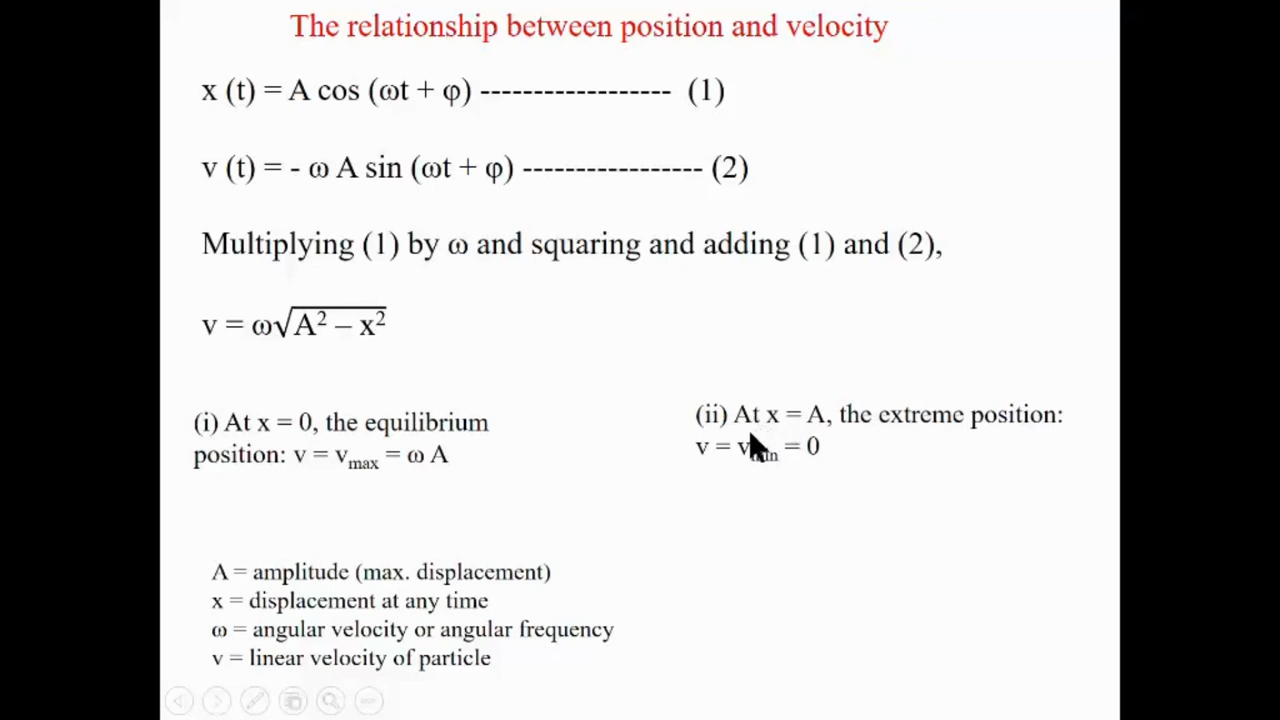 The relationship between position and velocity
x (t) = A cos (ωt + φ) ------------------ (1)
v (t) = - ω A sin (ωt + φ) ----------------- (2)
Multiplying (1) by ω and squaring and adding (1) and (2),
v = ω√A² – x²
(i) At x = 0, the equilibrium
position: v = vmax = ω A
(ii) At x = A, the extreme position:
v = vmin = 0
A = amplitude (max. displacement)
x = displacement at any time
ω = angular velocity or angular frequency
v = linear velocity of particle